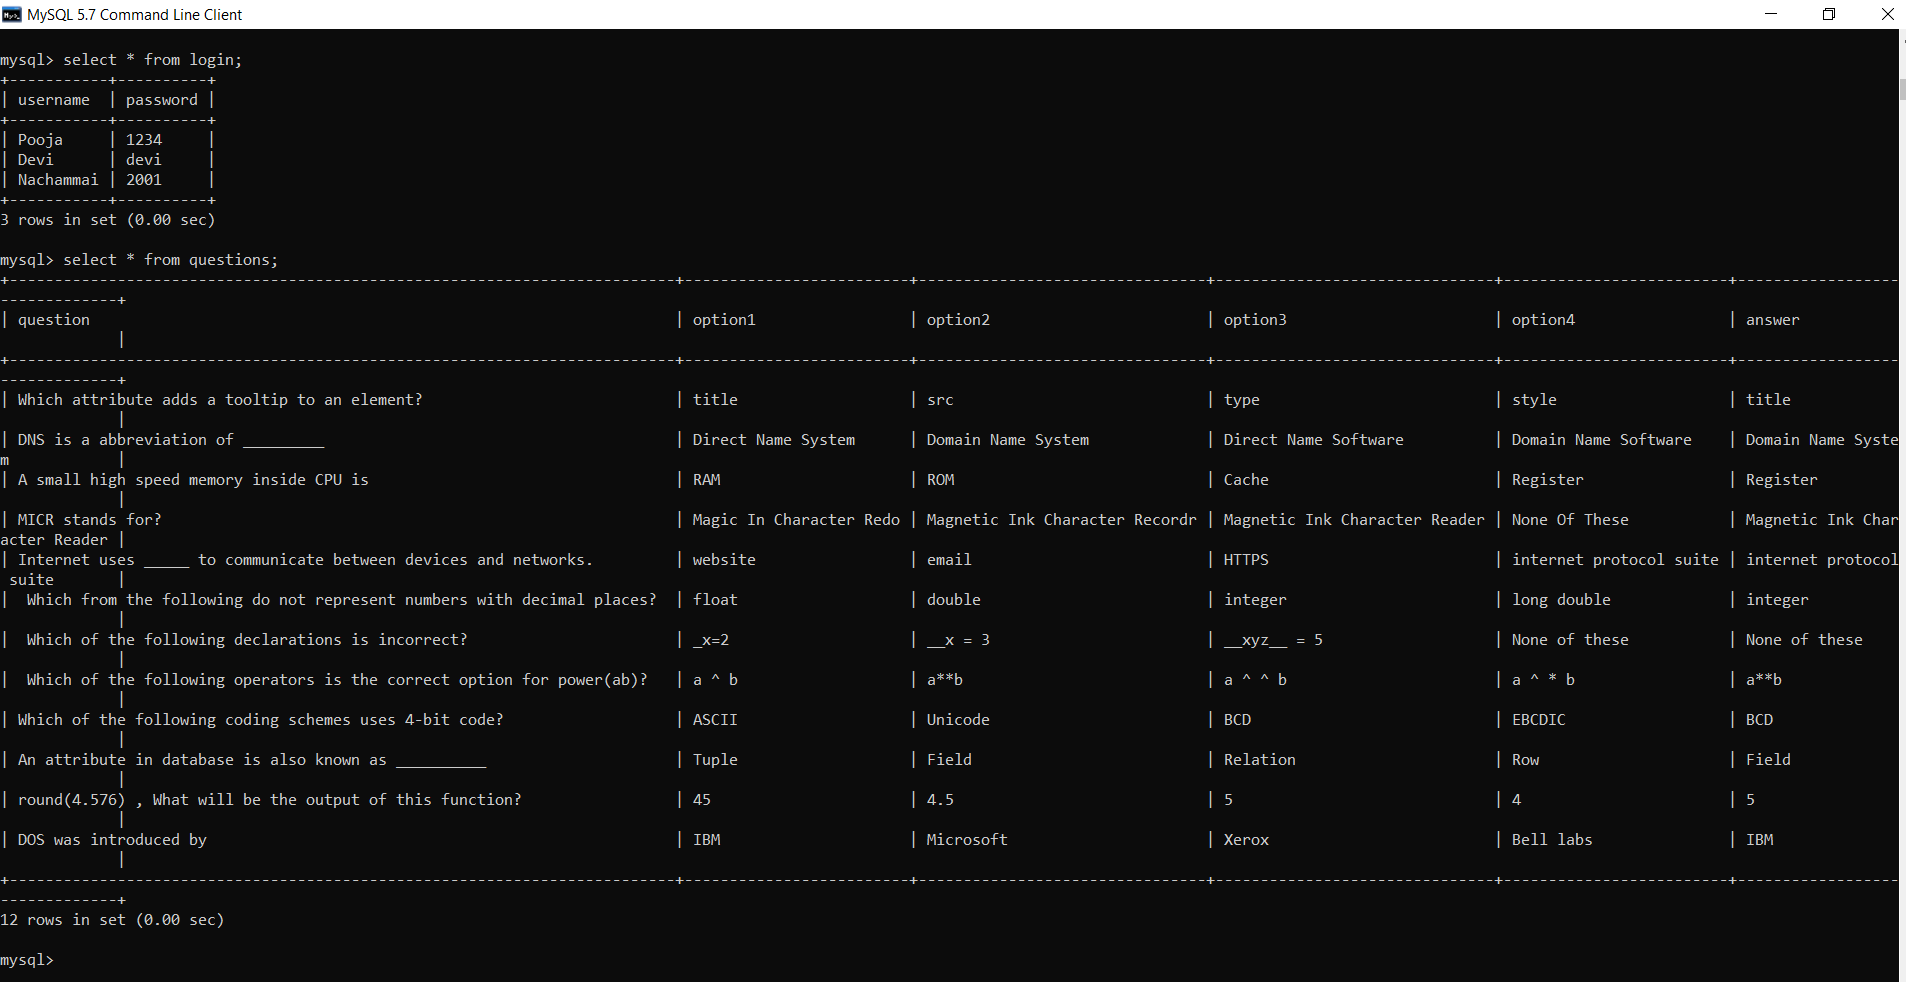 MySQL 5.7 Command Line Client
mysql> select * from login;
+-----------+----------+
| username  | password |
+-----------+----------+
| Pooja     | 1234     |
| Devi      | devi     |
| Nachammai | 2001     |
+-----------+----------+
3 rows in set (0.00 sec)

mysql> select * from questions;
+--------------------------------------------------------------------------+-------------------------+--------------------------------+-------------------------------+-------------------------+------------------
-------------+
| question                                                                 | option1                 | option2                        | option3                       | option4                 | answer
             |
+--------------------------------------------------------------------------+-------------------------+--------------------------------+-------------------------------+-------------------------+------------------
-------------+
| Which attribute adds a tooltip to an element?                            | title                   | src                            | type                          | style                   | title
             |
| DNS is a abbreviation of _________                                       | Direct Name System      | Domain Name System             | Direct Name Software          | Domain Name Software    | Domain Name Syste
m            |
| A small high speed memory inside CPU is                                  | RAM                     | ROM                            | Cache                         | Register                | Register
             |
| MICR stands for?                                                         | Magic In Character Redo | Magnetic Ink Character Recordr | Magnetic Ink Character Reader | None Of These           | Magnetic Ink Char
acter Reader |
| Internet uses _____ to communicate between devices and networks.         | website                 | email                          | HTTPS                         | internet protocol suite | internet protocol
 suite       |
|  Which from the following do not represent numbers with decimal places?  | float                   | double                         | integer                       | long double             | integer
             |
|  Which of the following declarations is incorrect?                       | _x=2                    | __x = 3                        | __xyz__ = 5                   | None of these           | None of these
             |
|  Which of the following operators is the correct option for power(ab)?   | a ^ b                   | a**b                           | a ^ ^ b                       | a ^ * b                 | a**b
             |
| Which of the following coding schemes uses 4-bit code?                   | ASCII                   | Unicode                        | BCD                           | EBCDIC                  | BCD
             |
| An attribute in database is also known as __________                     | Tuple                   | Field                          | Relation                      | Row                     | Field
             |
| round(4.576) , What will be the output of this function?                 | 45                      | 4.5                            | 5                             | 4                       | 5
             |
| DOS was introduced by                                                    | IBM                     | Microsoft                      | Xerox                         | Bell labs               | IBM
             |
+--------------------------------------------------------------------------+-------------------------+--------------------------------+-------------------------------+-------------------------+------------------
-------------+
12 rows in set (0.00 sec)

mysql>